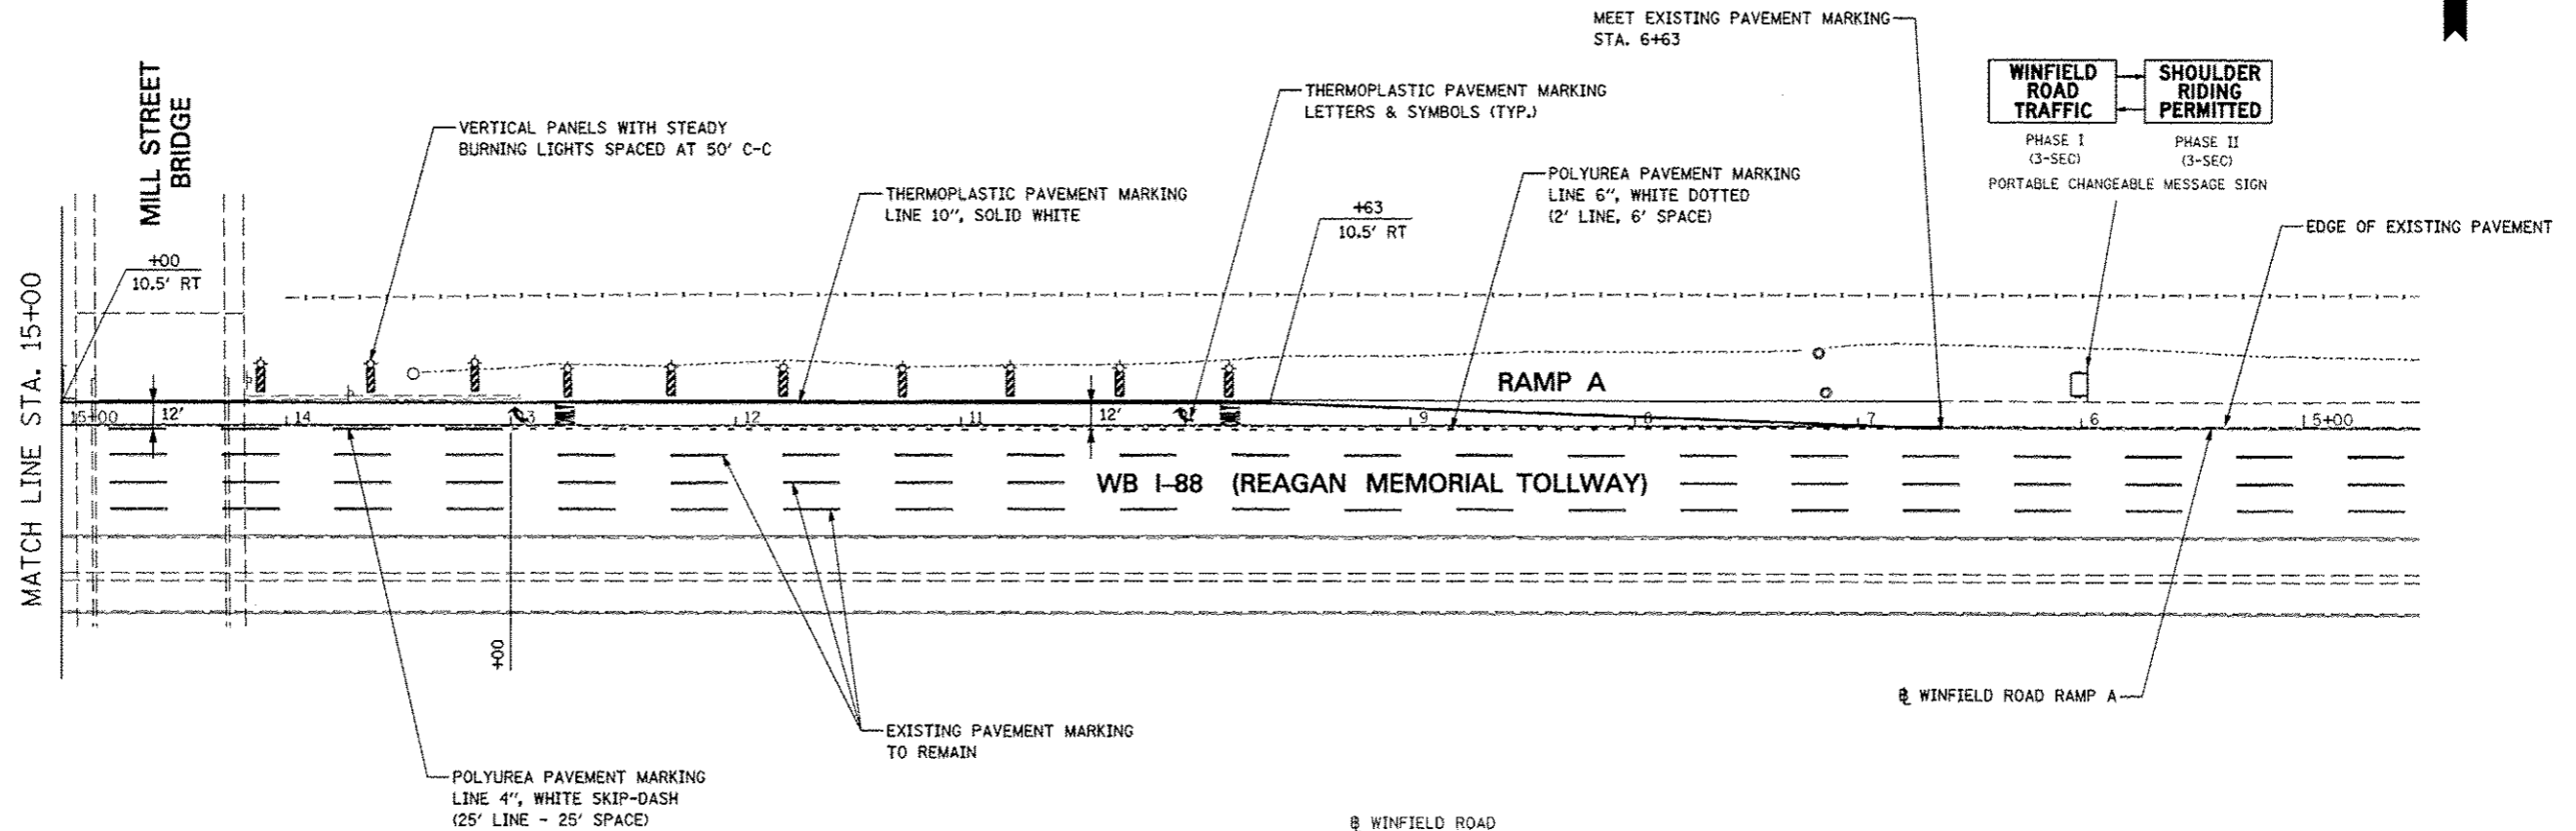 MEET EXISTING PAVEMENT MARKING
STA. 6+63
MILL STREET
BRIDGE
WINFIELD
ROAD
TRAFFIC
SHOULDER
RIDING
PERMITTED
PHASE I
(3-SEC)
PHASE II
(3-SEC)
PORTABLE CHANGEABLE MESSAGE SIGN
THERMOPLASTIC PAVEMENT MARKING
LETTERS & SYMBOLS (TYP.)
VERTICAL PANELS WITH STEADY
BURNING LIGHTS SPACED AT 50' C-C
POLYUREA PAVEMENT MARKING
LINE 6", WHITE DOTTED
(2' LINE, 6' SPACE)
THERMOPLASTIC PAVEMENT MARKING
LINE 10", SOLID WHITE
+63
10.5' RT
EDGE OF EXISTING PAVEMENT
+00
10.5' RT
MATCH LINE STA. 15+00
RAMP A
15+00
12'
14
13
12
11
12'
9
8
7
6
5+00
WB I-88 (REAGAN MEMORIAL TOLLWAY)
+00
℄ WINFIELD ROAD RAMP A
EXISTING PAVEMENT MARKING
TO REMAIN
POLYUREA PAVEMENT MARKING
LINE 4", WHITE SKIP-DASH
(25' LINE - 25' SPACE)
WINFIELD ROAD